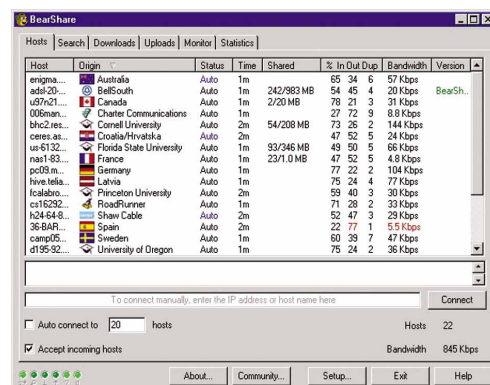 BearShare
Hosts Search Downloads Uploads Monitor Statistics
Host Origin Status Time Shared % In Out Dup Bandwidth Version
enigma.... Australia Auto 1m 65 34 6 57 Kbps
adsl-20-... BellSouth Auto 1m 242/983 MB 54 45 4 20 Kbps BearSh..
u97n21.... Canada Auto 1m 2/20 MB 78 21 3 31 Kbps
006man... Charter Communications Auto 1m 27 72 9 8.8 Kbps
bhc2.res... Cornell University Auto 2m 54/208 MB 73 26 2 144 Kbps
ceres.as... Croatia/Hrvatska Auto 2m 47 52 5 24 Kbps
us-6132... Florida State University Auto 1m 93/346 MB 49 50 5 66 Kbps
nas1-83.... France Auto 1m 23/1.0 MB 47 52 5 4.8 Kbps
pc09.m... Germany Auto 1m 77 22 2 104 Kbps
hive.telia... Latvia Auto 1m 75 24 4 77 Kbps
fcalabro.... Princeton University Auto 2m 59 40 3 30 Kbps
cs16292... RoadRunner Auto 1m 71 28 2 33 Kbps
h24-64-8... Shaw Cable Auto 2m 52 47 3 29 Kbps
36-BAR... Spain Auto 2m 22 77 1 5.5 Kbps
camp05... Sweden Auto 1m 60 39 7 47 Kbps
d195-92... University of Oregon Auto 1m 75 24 2 36 Kbps
To connect manually, enter the IP address or host name here Connect
Auto connect to 20 hosts Hosts 22
Accept incoming hosts Bandwidth 845 Kbps
About... Community... Setup... Exit Help